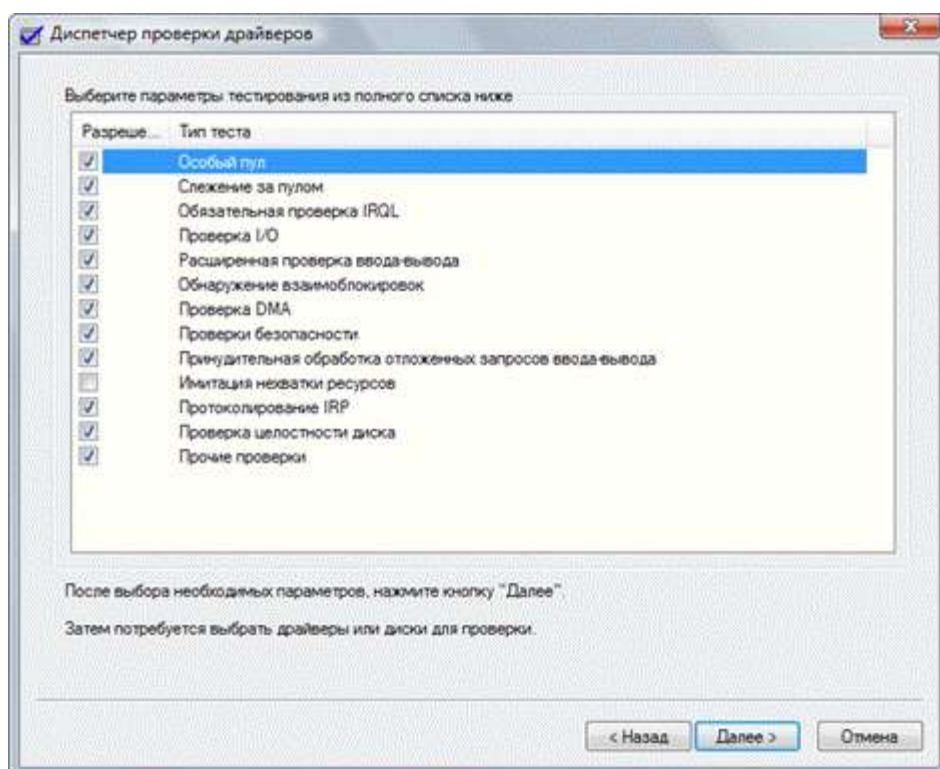 Диспетчер проверки драйверов
Выберите параметры тестирования из полного списка ниже
Разреше... Тип теста
Особый пул
Слежение за пулом
Обязательная проверка IRQL
Проверка I/O
Расширенная проверка ввода-вывода
Обнаружение взаимоблокировок
Проверка DMA
Проверки безопасности
Принудительная обработка отложенных запросов ввода-вывода
Имитация нехватки ресурсов
Протоколирование IRP
Проверка целостности диска
Прочие проверки
После выбора необходимых параметров, нажмите кнопку "Далее".
Затем потребуется выбрать драйверы или диски для проверки.
< Назад Далее > Отмена